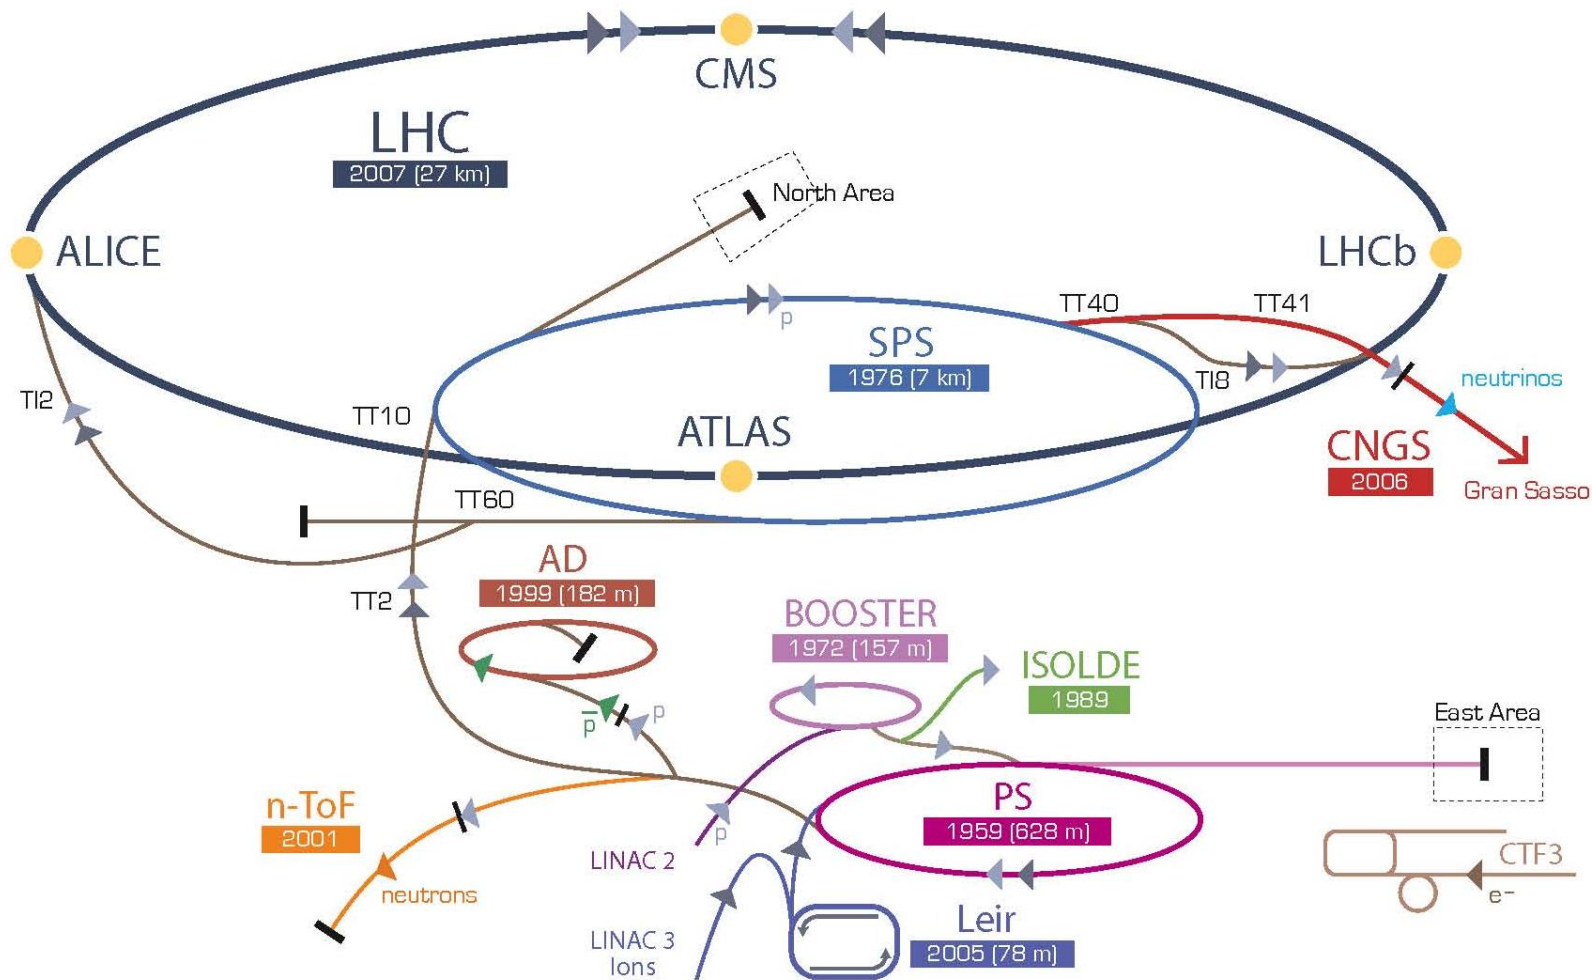 CMS
LHC
2007 (27 km)
North Area
ALICE
LHCb
p
TT40
TT41
SPS
1976 (7 km)
TI8
neutrinos
TI2
TT10
ATLAS
CNGS
2006
Gran Sasso
TT60
AD
1999 (182 m)
TT2
BOOSTER
1972 (157 m)
ISOLDE
1989
p̅
p
East Area
n-ToF
2001
neutrons
PS
1959 (628 m)
p
LINAC 2
CTF3
e-
LINAC 3
Ions
Leir
2005 (78 m)